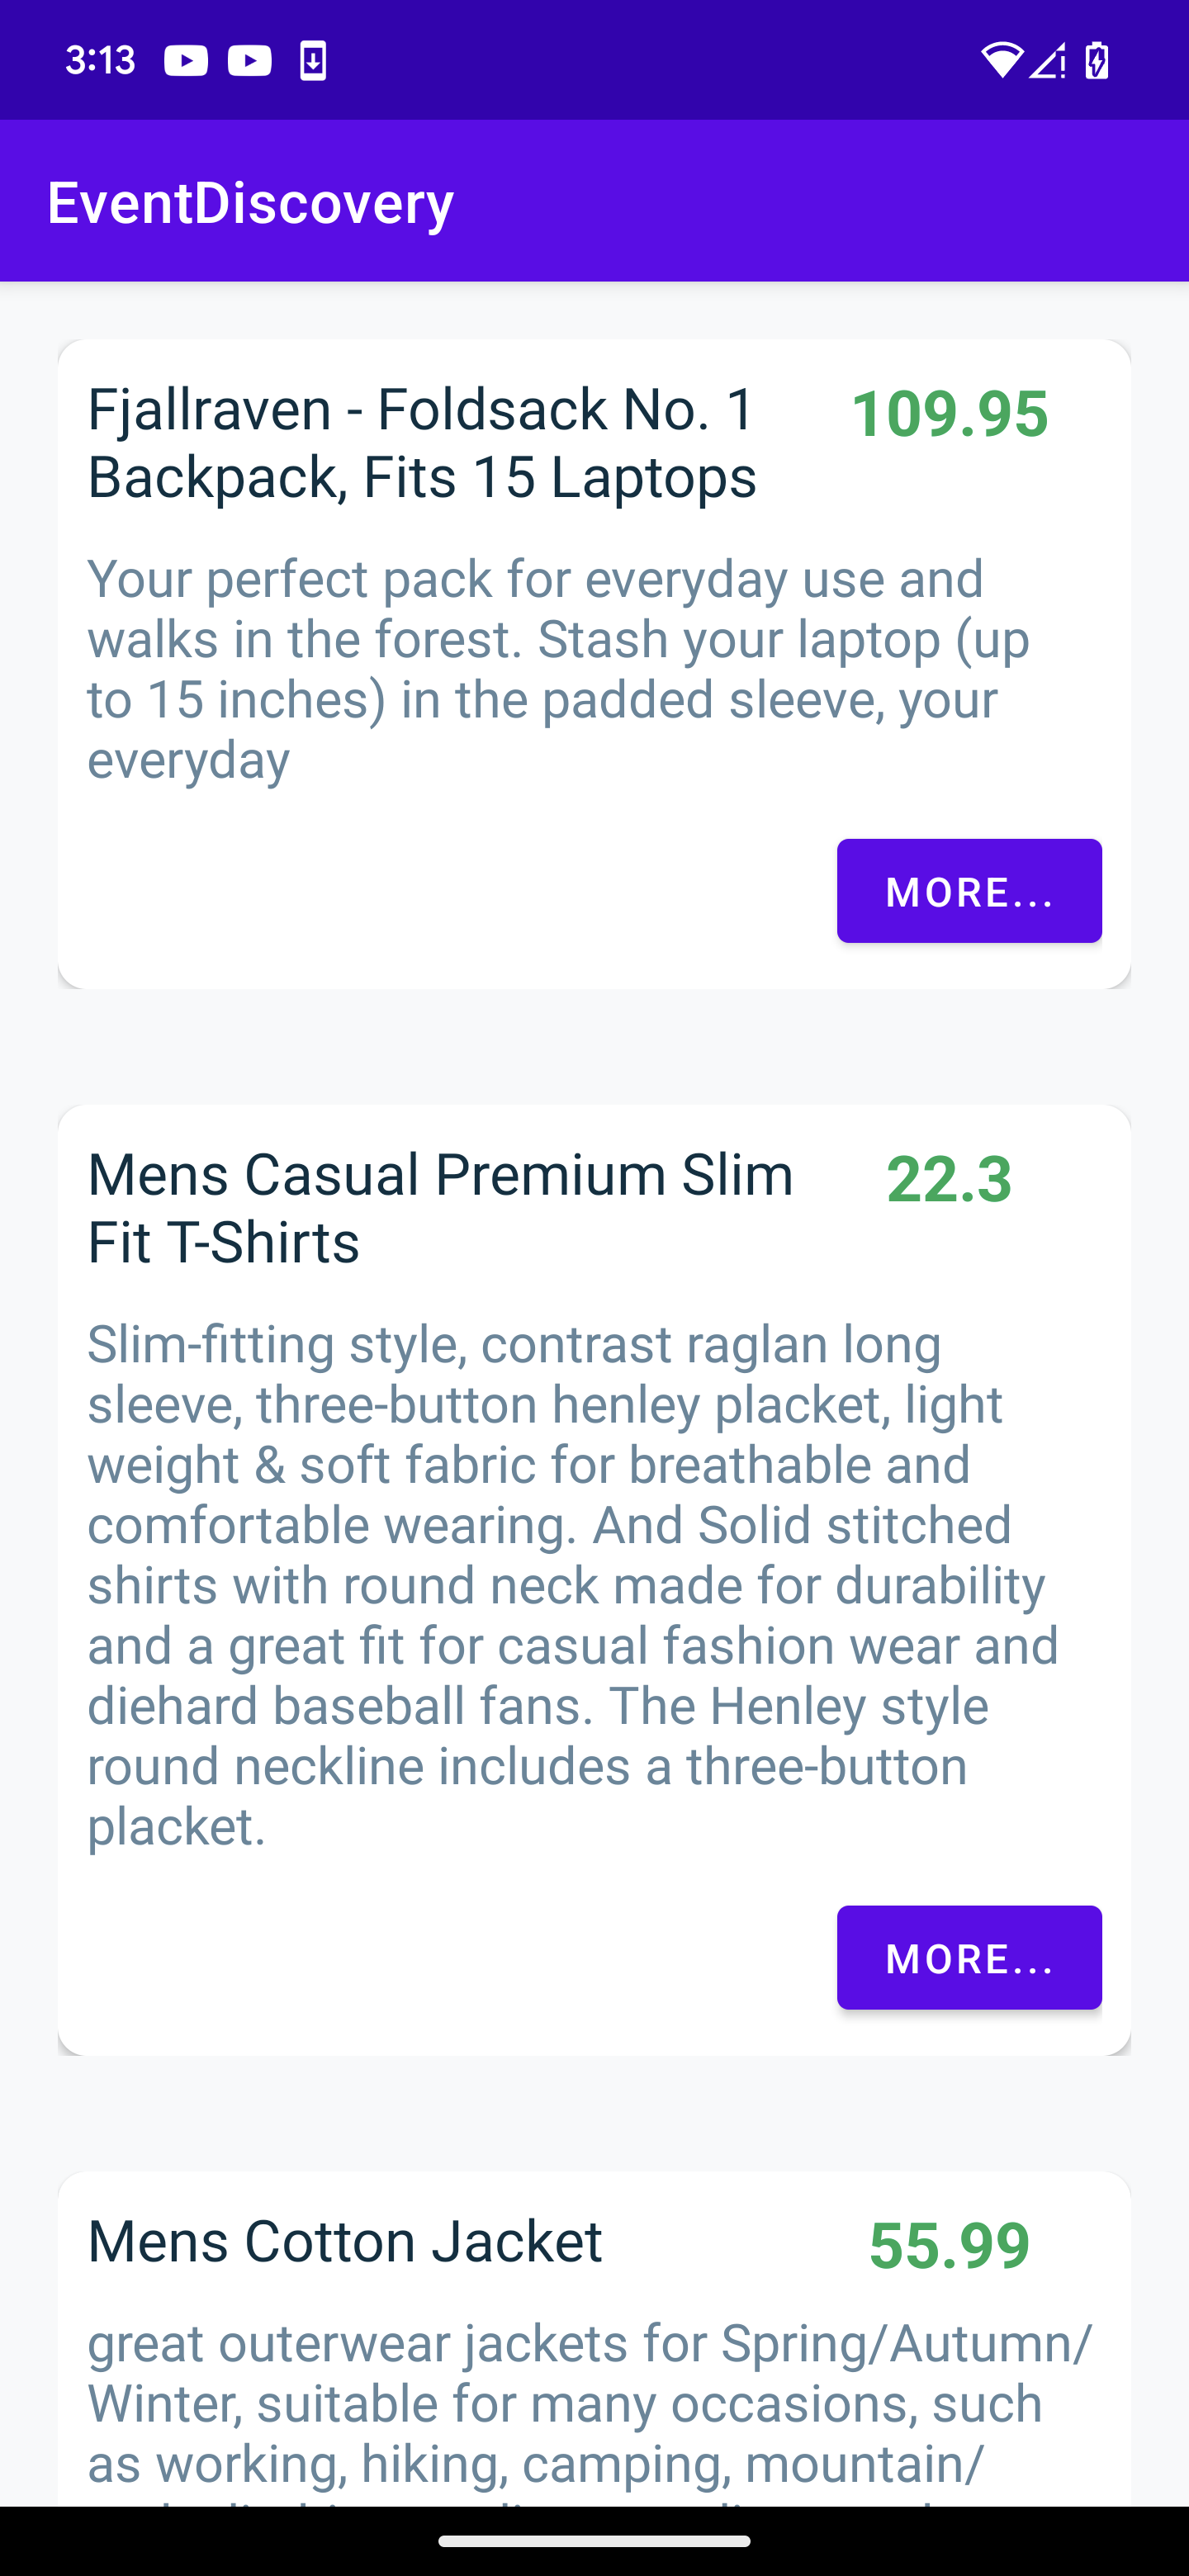 3:13
EventDiscovery
Fjallraven - Foldsack No. 1
Backpack, Fits 15 Laptops
109.95
Your perfect pack for everyday use and
walks in the forest. Stash your laptop (up
to 15 inches) in the padded sleeve, your
everyday
MORE...
Mens Casual Premium Slim
Fit T-Shirts
22.3
Slim-fitting style, contrast raglan long
sleeve, three-button henley placket, light
weight & soft fabric for breathable and
comfortable wearing. And Solid stitched
shirts with round neck made for durability
and a great fit for casual fashion wear and
diehard baseball fans. The Henley style
round neckline includes a three-button
placket.
MORE...
Mens Cotton Jacket
55.99
great outerwear jackets for Spring/Autumn/
Winter, suitable for many occasions, such
as working, hiking, camping, mountain/